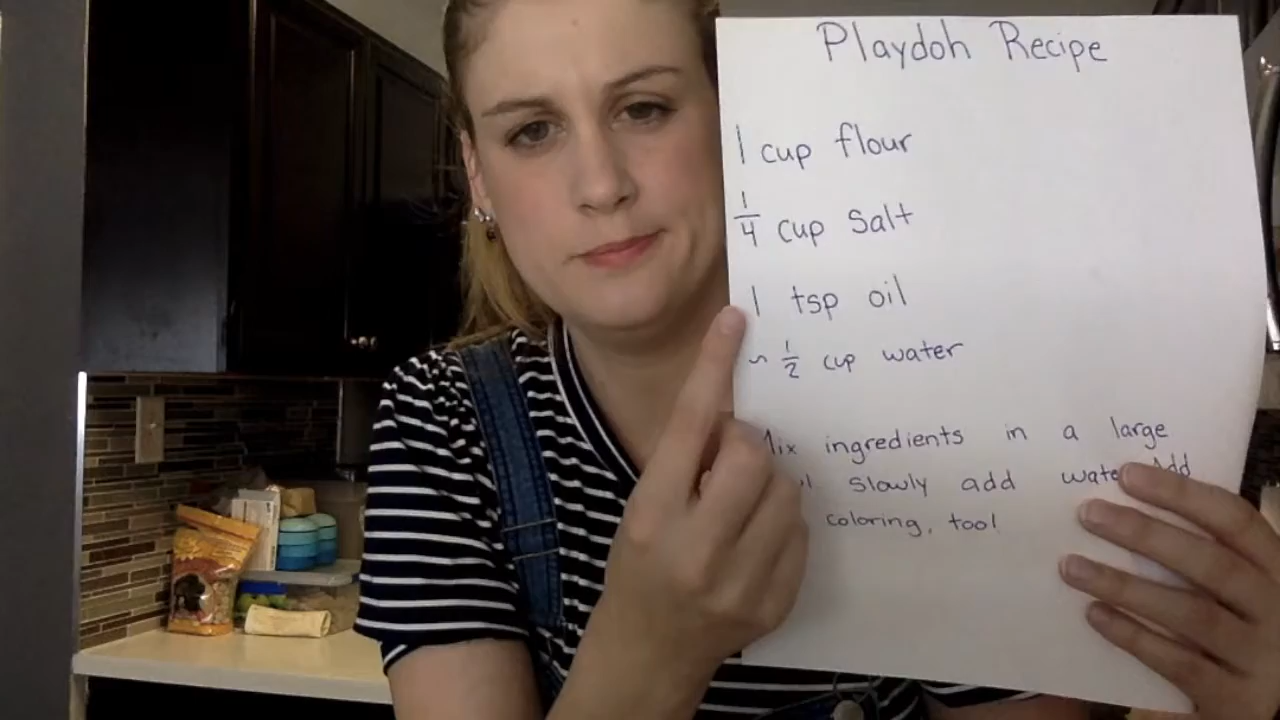 Playdoh Recipe
1 cup flour
1/4 cup salt
1 tsp oil
~ 1/2 cup water
ingredients in a large
slowly add
coloring, too!